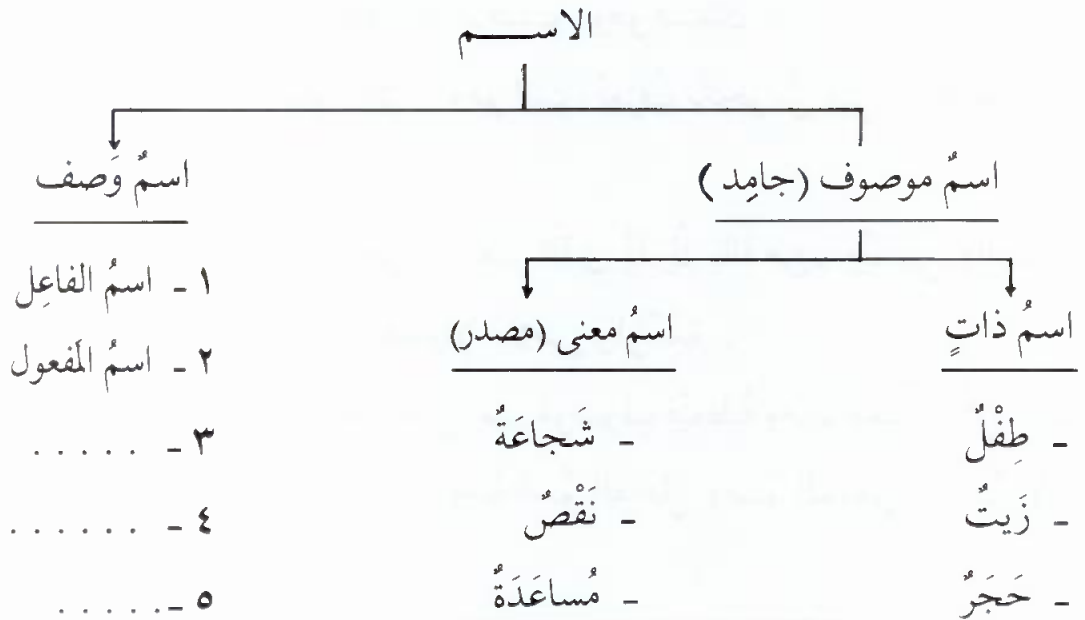 الاســـم
اسمٌ موصوف (جامِد)
اسمُ وَصف
اسمُ ذاتٍ
اسمُ معنى (مصدر)
١ - اسمُ الفاعِل
٢ - اسمُ المَفعول
- طِفْلٌ
- شَجاعَةٌ
٣ - . . . . .
- زَيتٌ
- نَقْصٌ
٤ - . . . . . .
- حَجَرٌ
- مُساعَدَةٌ
٥ - . . . . .